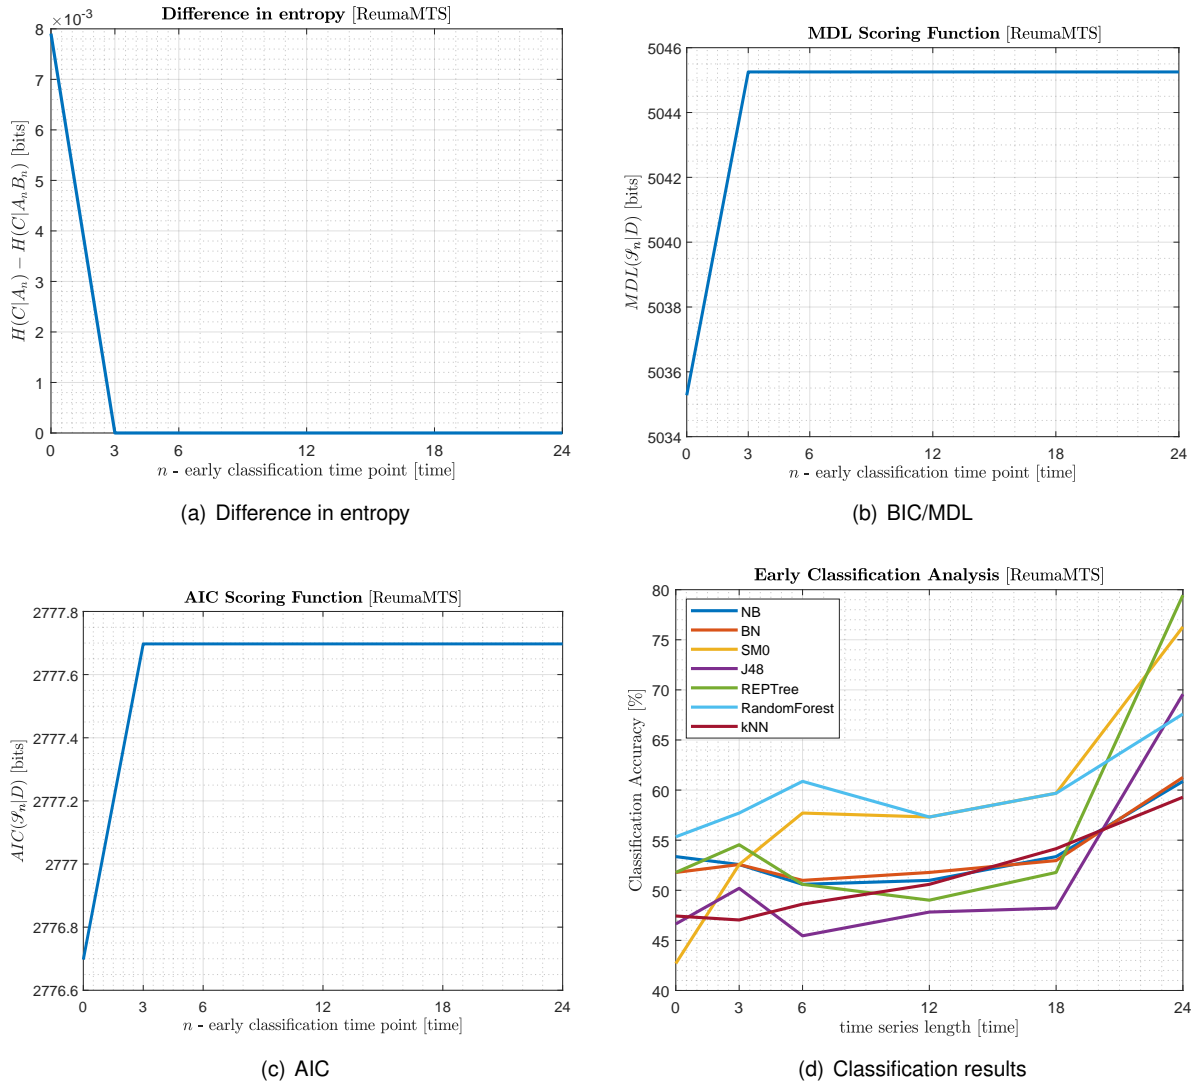 Difference in entropy [ReumaMTS]
×10-3
8
7
6
5
4
3
2
1
0
H(C|AₙBₙ) [bits]
H(C|Aₙ) − H(C|AₙBₙ) [bits]
0 3 6 12 18 24
n - early classification time point [time]
(a) Difference in entropy
MDL Scoring Function [ReumaMTS]
5046
5044
5042
5040
5038
5036
5034
MDL(𝒮ₙ|D) [bits]
0 3 6 12 18 24
n - early classification time point [time]
(b) BIC/MDL
AIC Scoring Function [ReumaMTS]
2777.8
2777.6
2777.4
2777.2
2777
2776.8
2776.6
AIC(𝒮ₙ|D) [bits]
0 3 6 12 18 24
n - early classification time point [time]
(c) AIC
Early Classification Analysis [ReumaMTS]
80
75
70
65
60
55
50
45
40
Classification Accuracy [%]
NB
BN
SM0
J48
REPTree
RandomForest
kNN
0 3 6 12 18 24
time series length [time]
(d) Classification results